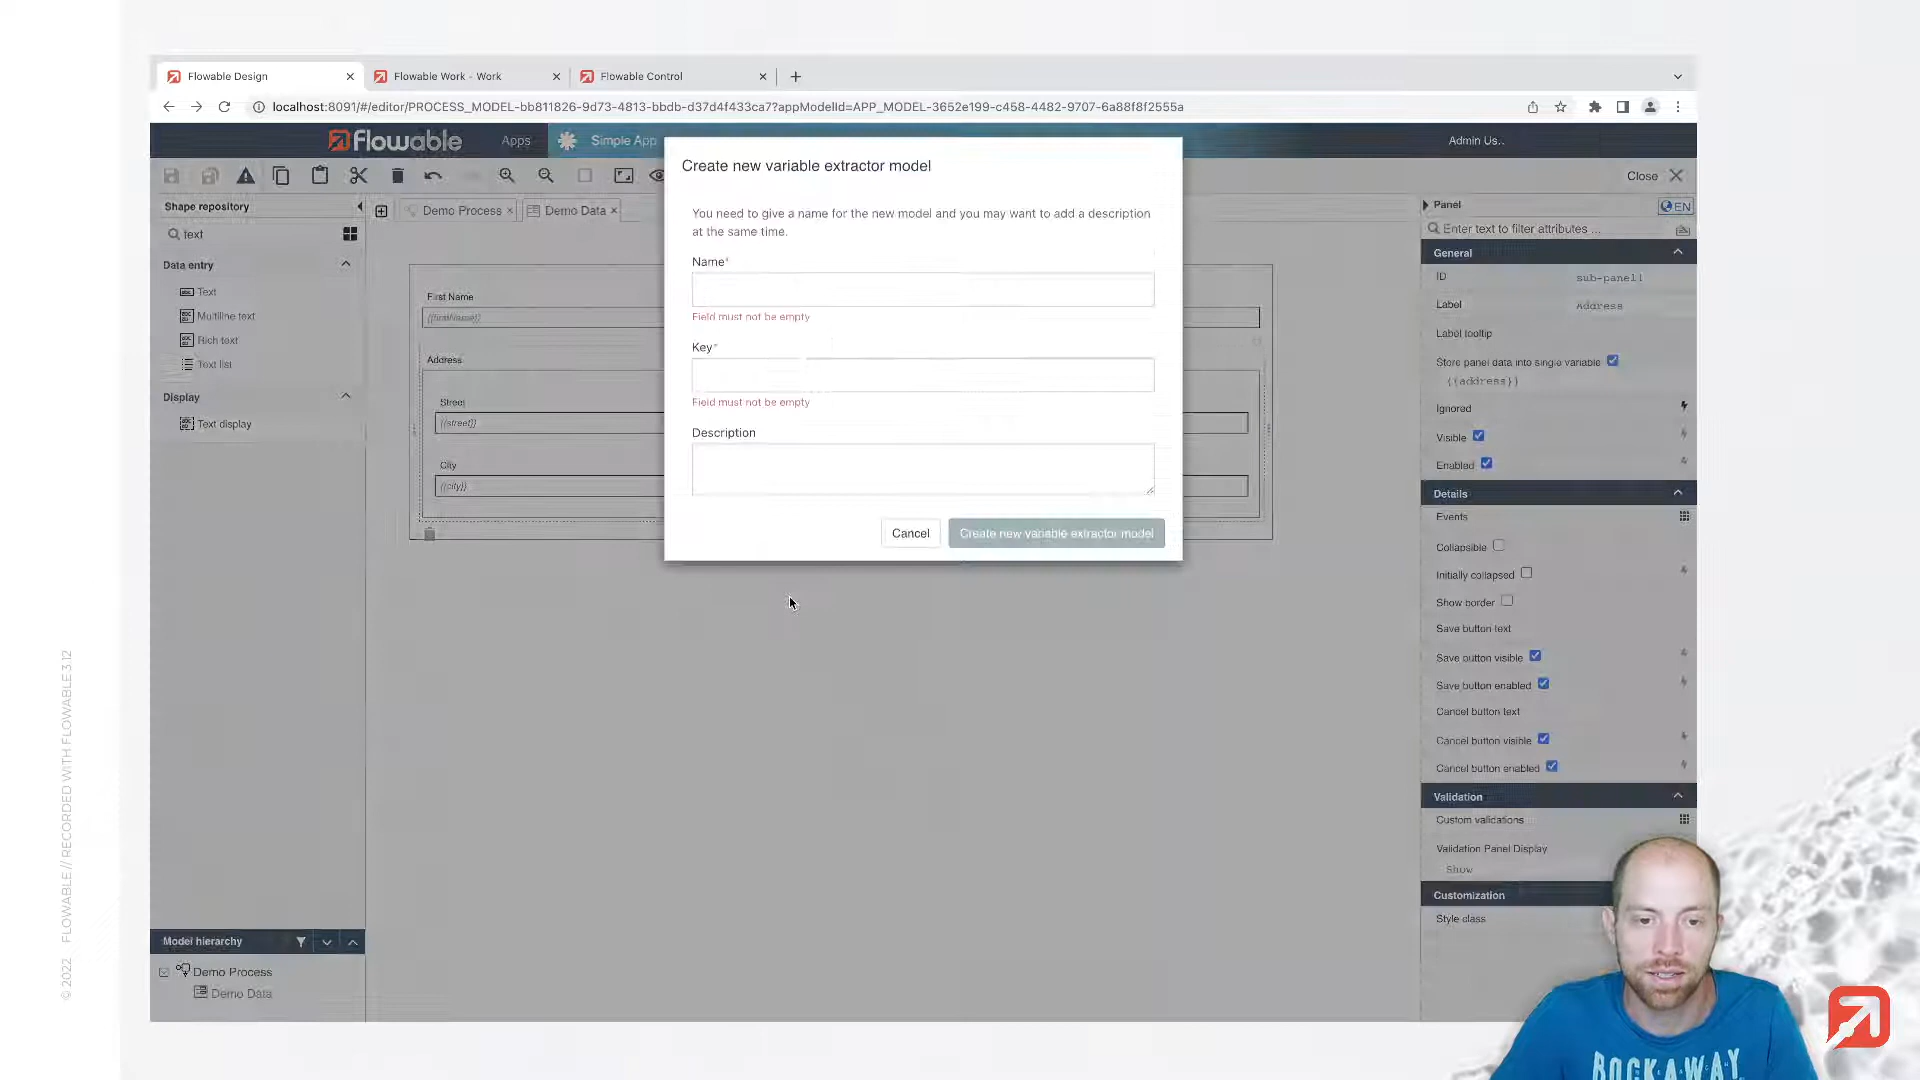 Flowable Design
Flowable Work - Work
Flowable Control
localhost:8091/#/editor/PROCESS_MODEL-bb811826-9d73-4813-bbdb-d37d4f433ca7?appModelId=APP_MODEL-3652e199-c458-4482-9707-6a88f8f2555a
flowable
Apps
Simple App
Admin Us..
Close
Shape repository
text
Data entry
Text
Multiline text
Rich text
Text list
Display
Text display
Model hierarchy
Demo Process
Demo Data
Demo Process
Demo Data
First Name
{{firstName}}
Address
Street
{{street}}
City
{{city}}
Create new variable extractor model
You need to give a name for the new model and you may want to add a description
at the same time.
Name*
Field must not be empty
Key*
Field must not be empty
Description
Cancel
Create new variable extractor model
Panel
EN
Enter text to filter attributes ...
General
ID
sub-panel1
Label
Address
Label tooltip
Store panel data into single variable
{{address}}
Ignored
Visible
Enabled
Details
Events
Collapsible
Initially collapsed
Show border
Save button text
Save button visible
Save button enabled
Cancel button text
Cancel button visible
Cancel button enabled
Validation
Custom validations
Validation Panel Display
Show
Customization
Style class
© 2022 FLOWABLE // RECORDED WITH FLOWABLE 3.12
ROCKAWAY